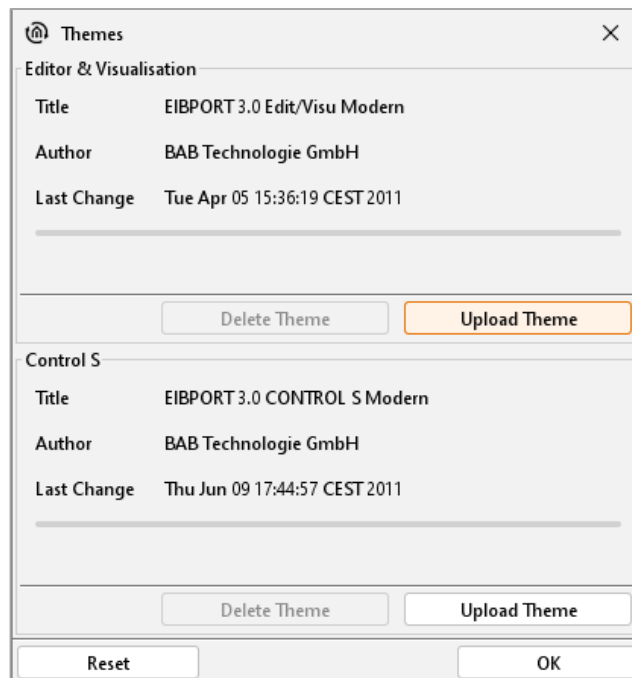 Themes
Editor & Visualisation
Title EIBPORT 3.0 Edit/Visu Modern
Author BAB Technologie GmbH
Last Change Tue Apr 05 15:36:19 CEST 2011
Delete Theme Upload Theme
Control S
Title EIBPORT 3.0 CONTROL S Modern
Author BAB Technologie GmbH
Last Change Thu Jun 09 17:44:57 CEST 2011
Delete Theme Upload Theme
Reset OK